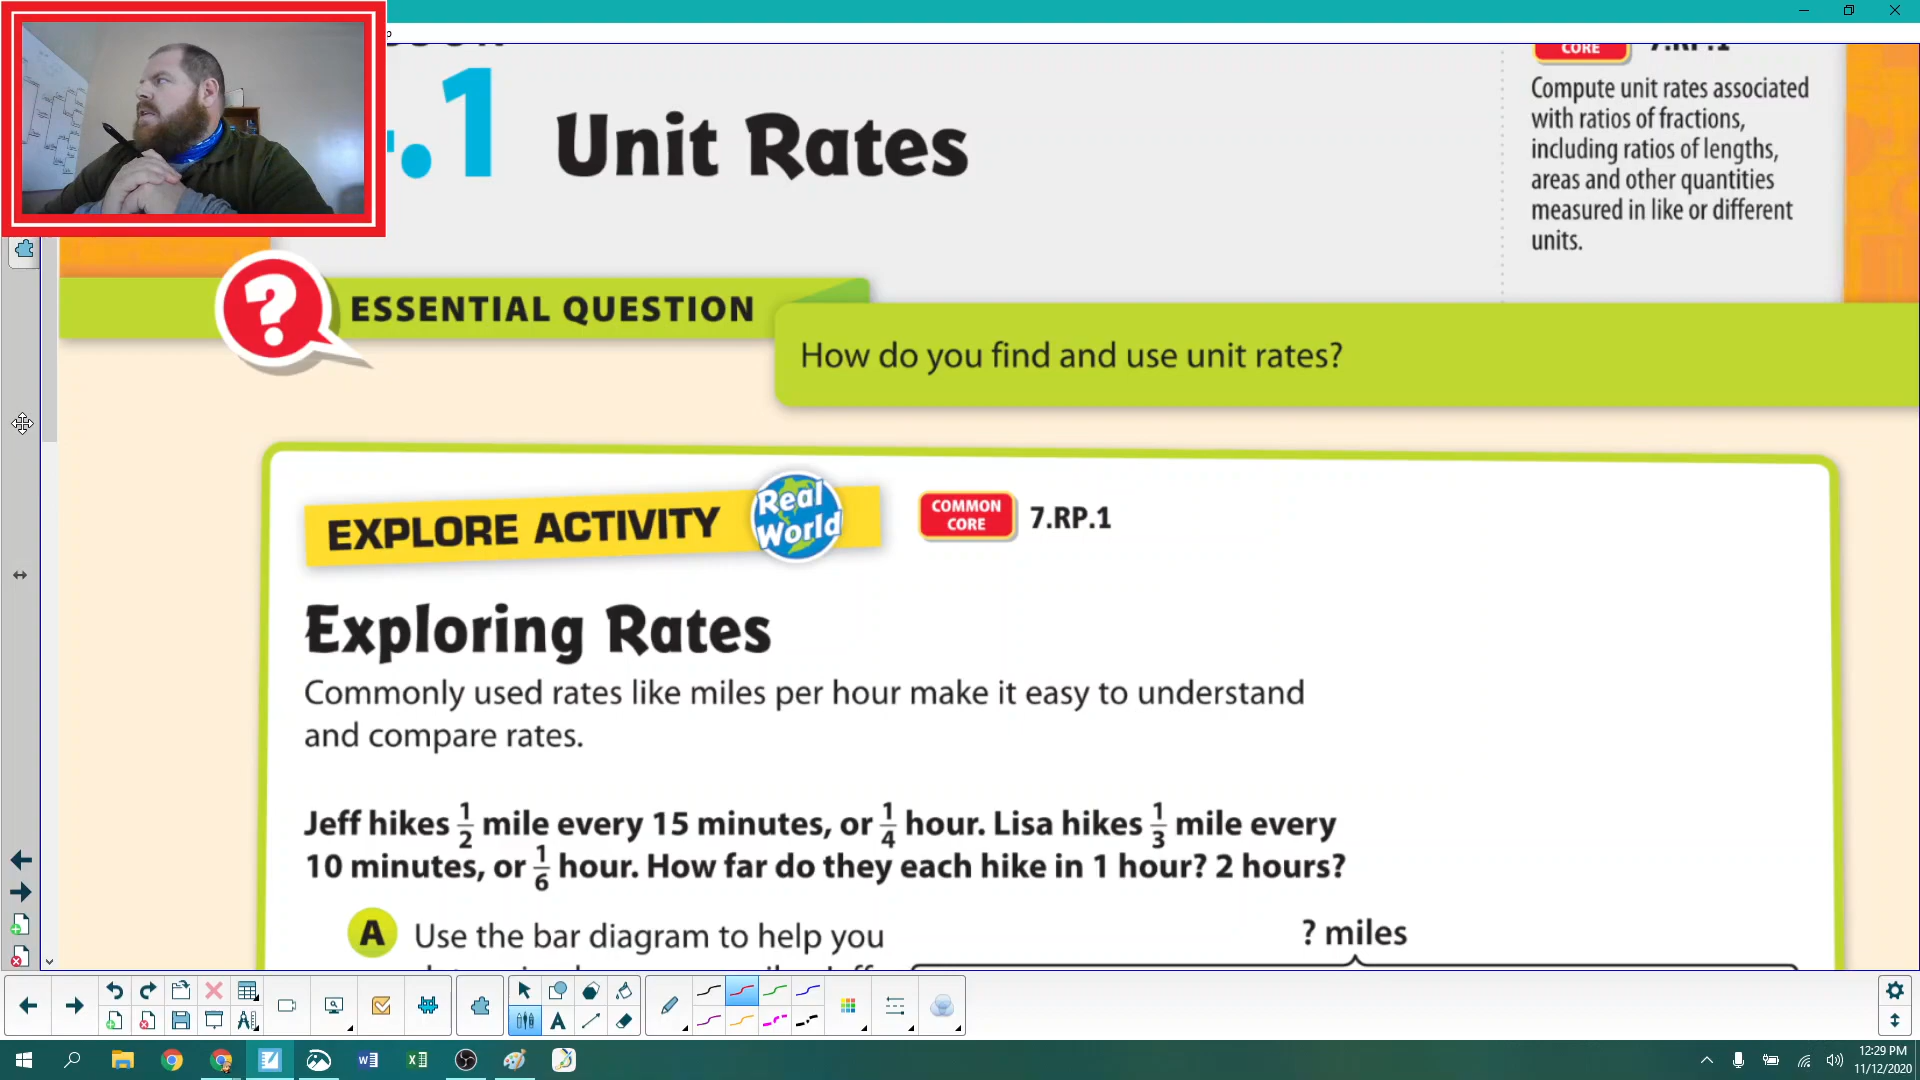 .1 Unit Rates
CORE
Compute unit rates associated
with ratios of fractions,
including ratios of lengths,
areas and other quantities
measured in like or different
units.
?
ESSENTIAL QUESTION
How do you find and use unit rates?
EXPLORE ACTIVITY
Real
World
COMMON
CORE
7.RP.1
Exploring Rates
Commonly used rates like miles per hour make it easy to understand
and compare rates.
Jeff hikes 1/2 mile every 15 minutes, or 1/4 hour. Lisa hikes 1/3 mile every
10 minutes, or 1/6 hour. How far do they each hike in 1 hour? 2 hours?
A Use the bar diagram to help you
? miles
12:29 PM
11/12/2020